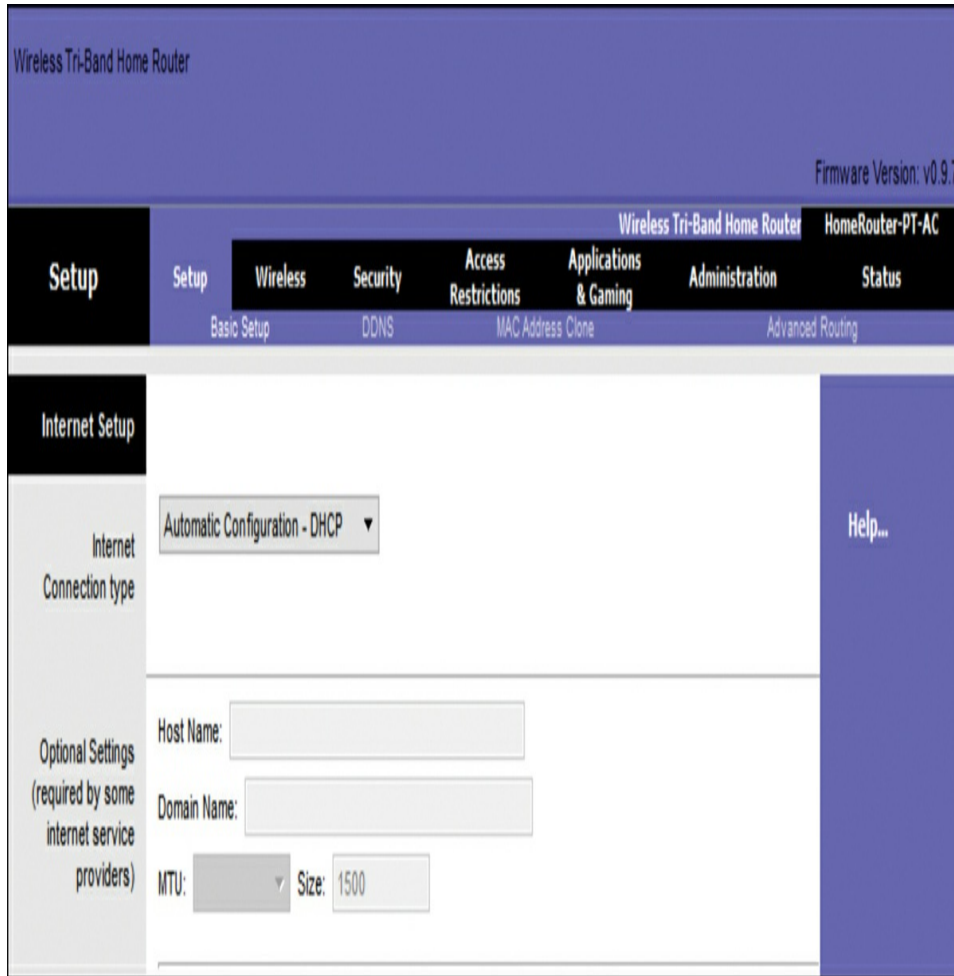 Wireless Tri-Band Home Router
Firmware Version: v0.9.7
Wireless Tri-Band Home Router HomeRouter-PT-AC
Setup
Setup Wireless Security Access Restrictions Applications & Gaming Administration Status
Basic Setup DDNS MAC Address Clone Advanced Routing
Internet Setup
Internet
Connection type
Automatic Configuration - DHCP
Help...
Optional Settings
(required by some
internet service
providers)
Host Name:
Domain Name:
MTU: Size: 1500